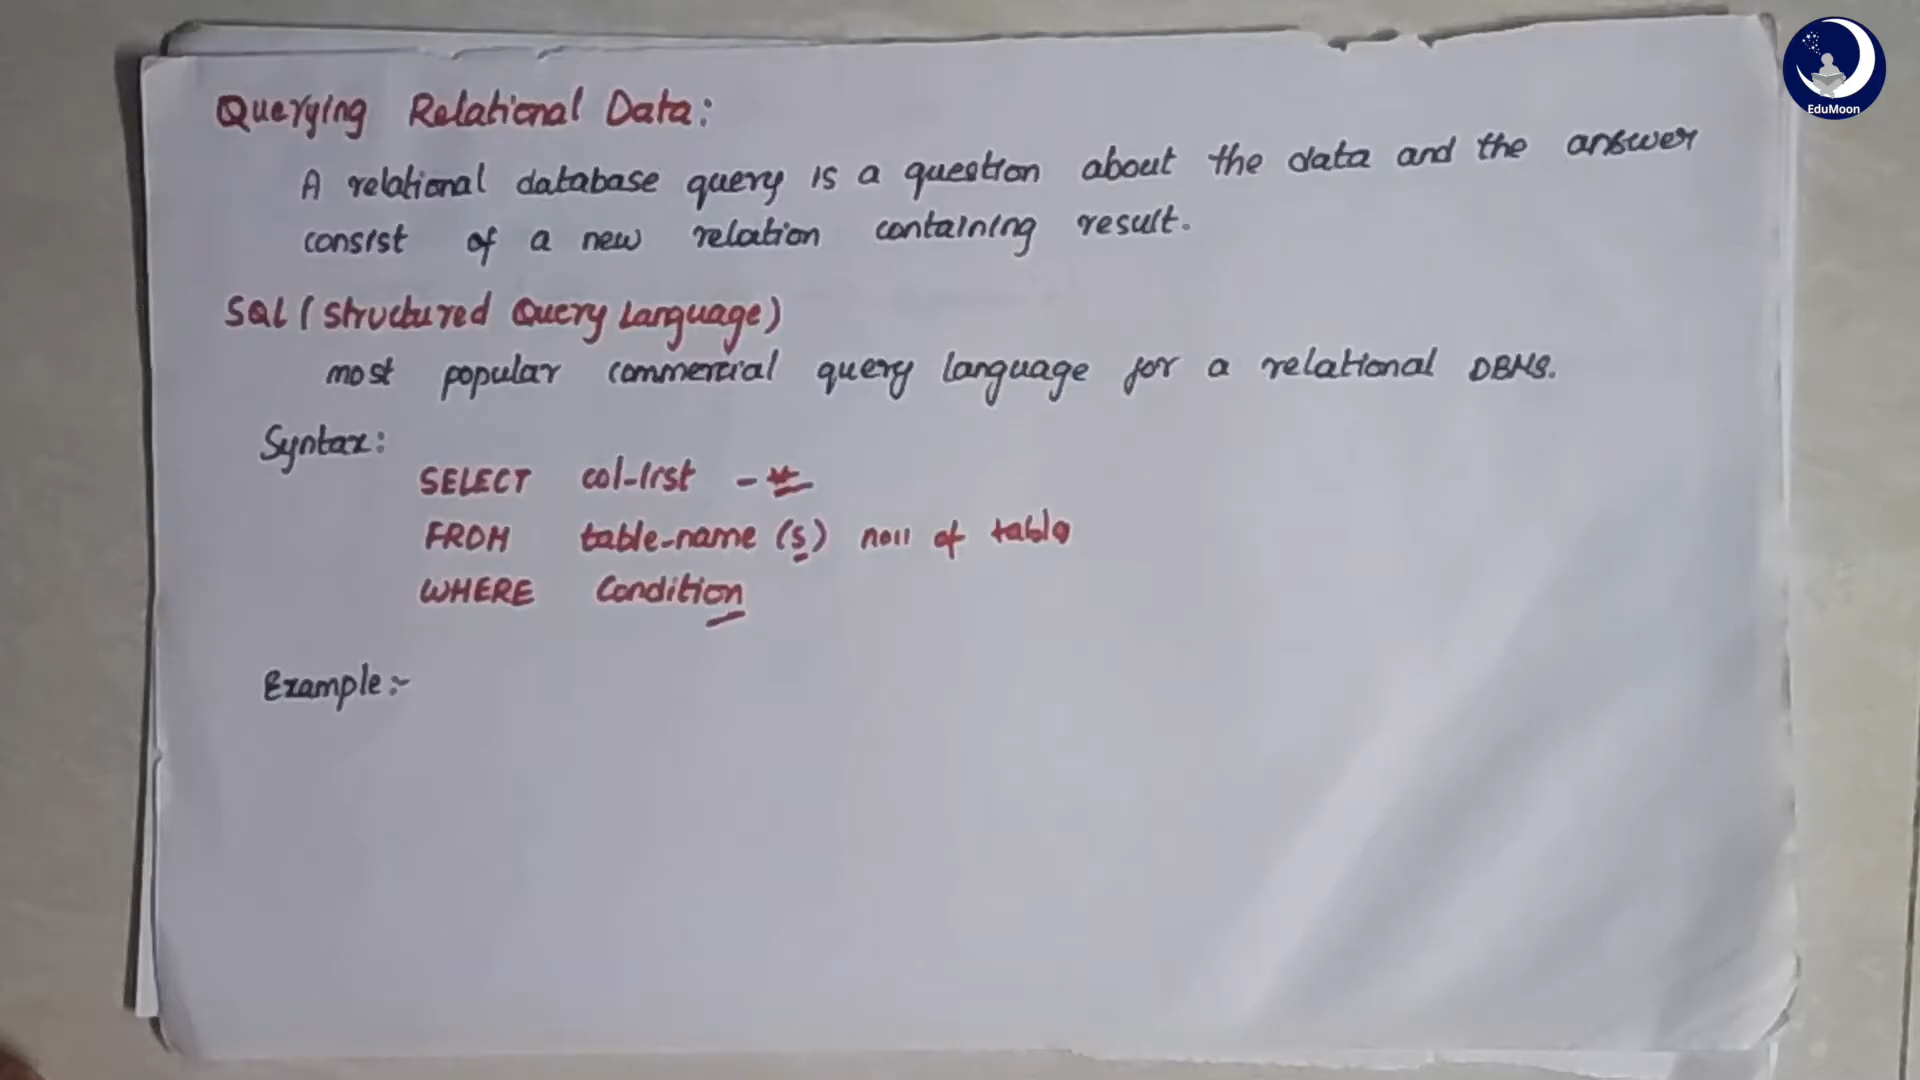 Querying Relational Data:
A relational database query is a question about the data and the answer
consist of a new relation containing result.
SQL (Structured Query Language)
most popular commercial query language for a relational DBMS.
Syntax:
SELECT col-list - *
FROM table-name (s) of table
WHERE Condition
Example:-
EduMoon